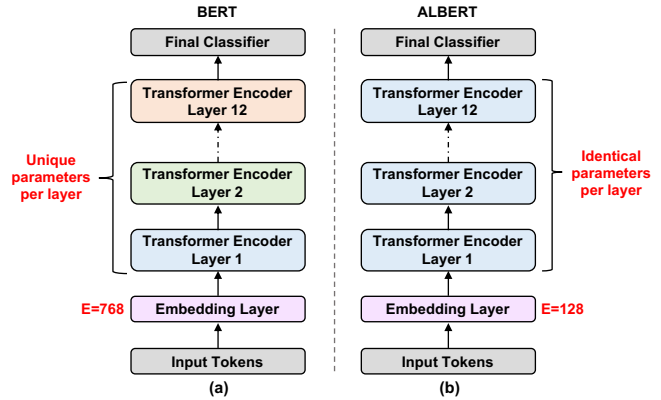 BERT
Final Classifier
Transformer Encoder
Layer 12
Unique
parameters
per layer
Transformer Encoder
Layer 2
Transformer Encoder
Layer 1
E=768
Embedding Layer
Input Tokens
(a)
ALBERT
Final Classifier
Transformer Encoder
Layer 12
Transformer Encoder
Layer 2
Identical
parameters
per layer
Transformer Encoder
Layer 1
Embedding Layer
E=128
Input Tokens
(b)